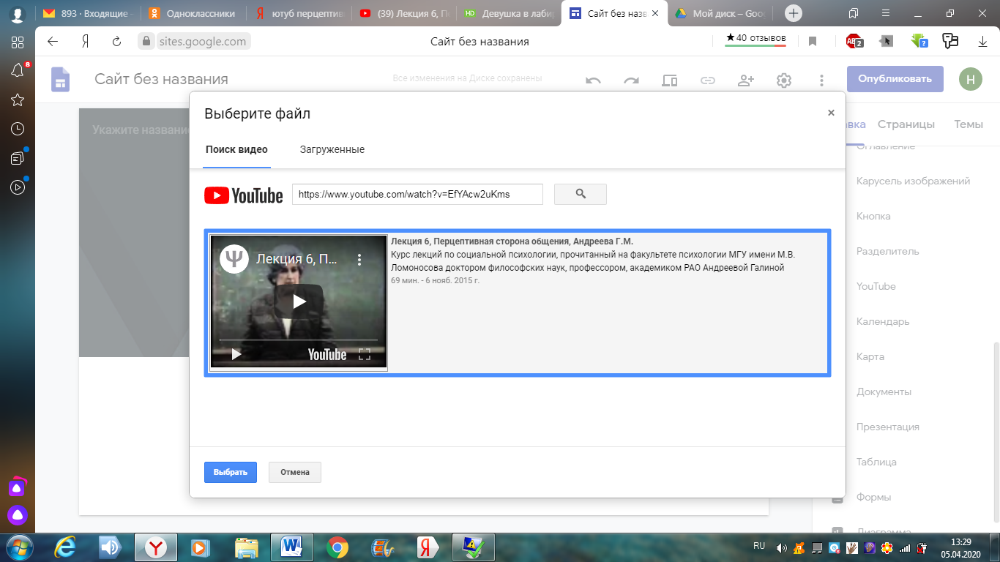 893 · Входящие –
Одноклассники
ютуб перцептив
(39) Лекция 6, П
Девушка в лаби
Сайт без назв
Мой диск – Goo
sites.google.com
Сайт без названия
★40 отзывов
2
?
8
Сайт без названия
Все изменения на Диске сохранены
Опубликовать
Н
Укажите название
Выберите файл
×
Поиск видео
Загруженные
YouTube
https://www.youtube.com/watch?v=EfYAcw2uKms
Лекция 6, П...
YouTube
Лекция 6, Перцептивная сторона общения, Андреева Г.М.
Курс лекций по социальной психологии, прочитанный на факультете психологии МГУ имени М.В.
Ломоносова доктором философских наук, профессором, академиком РАО Андреевой Галиной
69 мин. - 6 нояб. 2015 г.
Выбрать
Отмена
авка
Страницы
Темы
Оглавление
Карусель изображений
Кнопка
Разделитель
YouTube
Календарь
Карта
Документы
Презентация
Таблица
Формы
Диаграмма
RU
13:29
05.04.2020